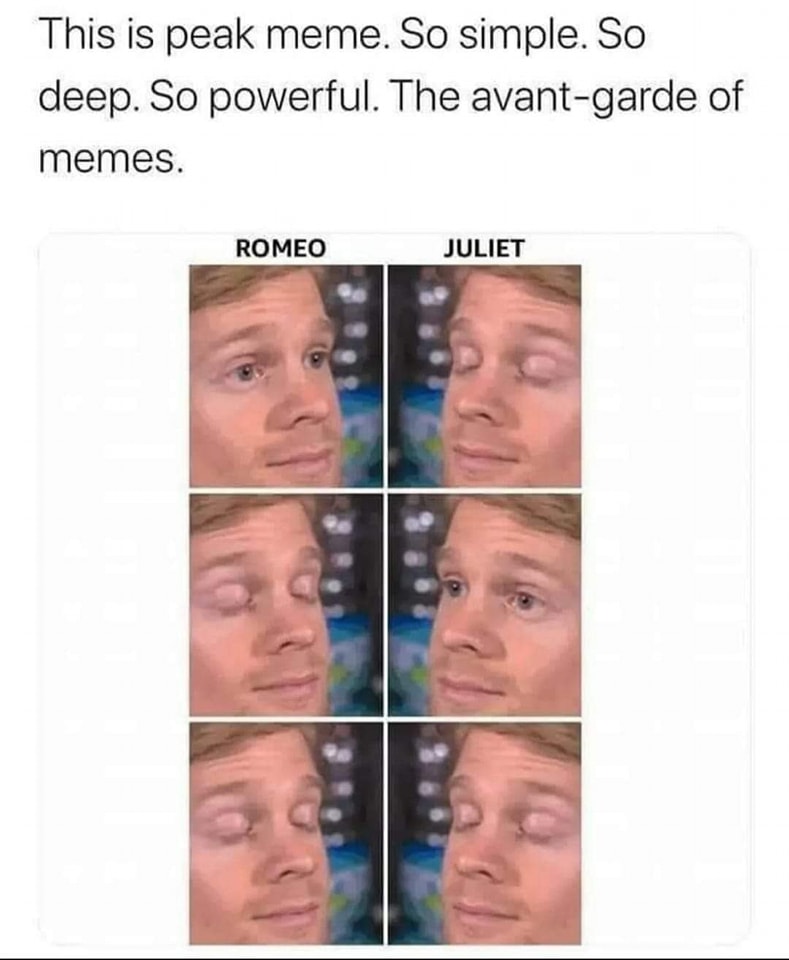 This is peak meme. So simple. So
deep. So powerful. The avant-garde of
memes.
ROMEO JULIET